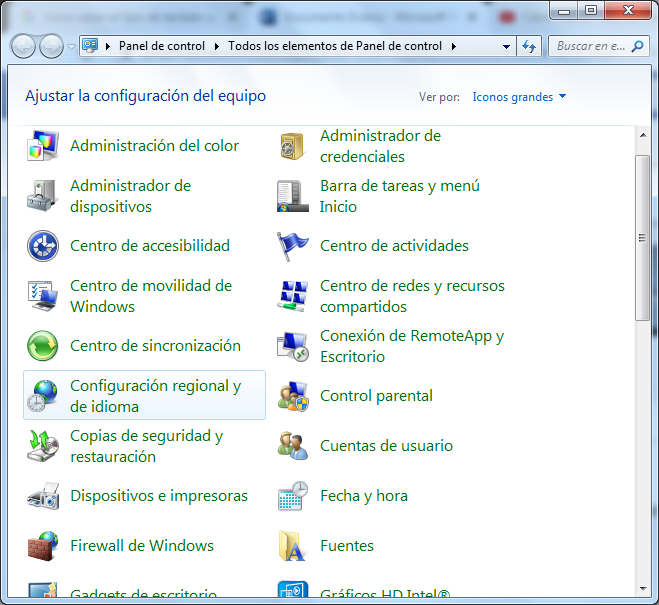 Panel de control
Todos los elementos de Panel de control
Buscar en e...
Ajustar la configuración del equipo
Ver por:
Iconos grandes
Administración del color
Administrador de
credenciales
Administrador de
dispositivos
Barra de tareas y menú
Inicio
Centro de accesibilidad
Centro de actividades
Centro de movilidad de
Windows
Centro de redes y recursos
compartidos
Centro de sincronización
Conexión de RemoteApp y
Escritorio
Configuración regional y
de idioma
Control parental
Copias de seguridad y
restauración
Cuentas de usuario
Dispositivos e impresoras
Fecha y hora
Firewall de Windows
Fuentes
Gadgets de escritorio
Gráficos HD Intel®